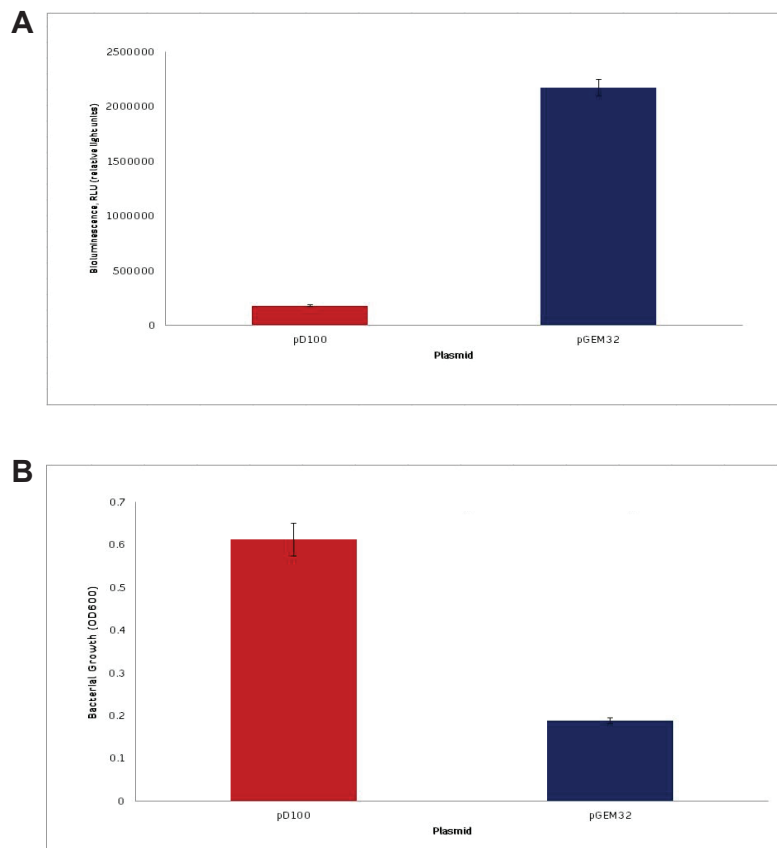 A
2500000
2000000
1500000
1000000
500000
0
Bioluminescence, RLU (relative light units)
pD100
pGEM32
Plasmid
B
0.7
0.6
0.5
0.4
0.3
0.2
0.1
0
Bacterial Growth (OD600)
pD100
pGEM32
Plasmid